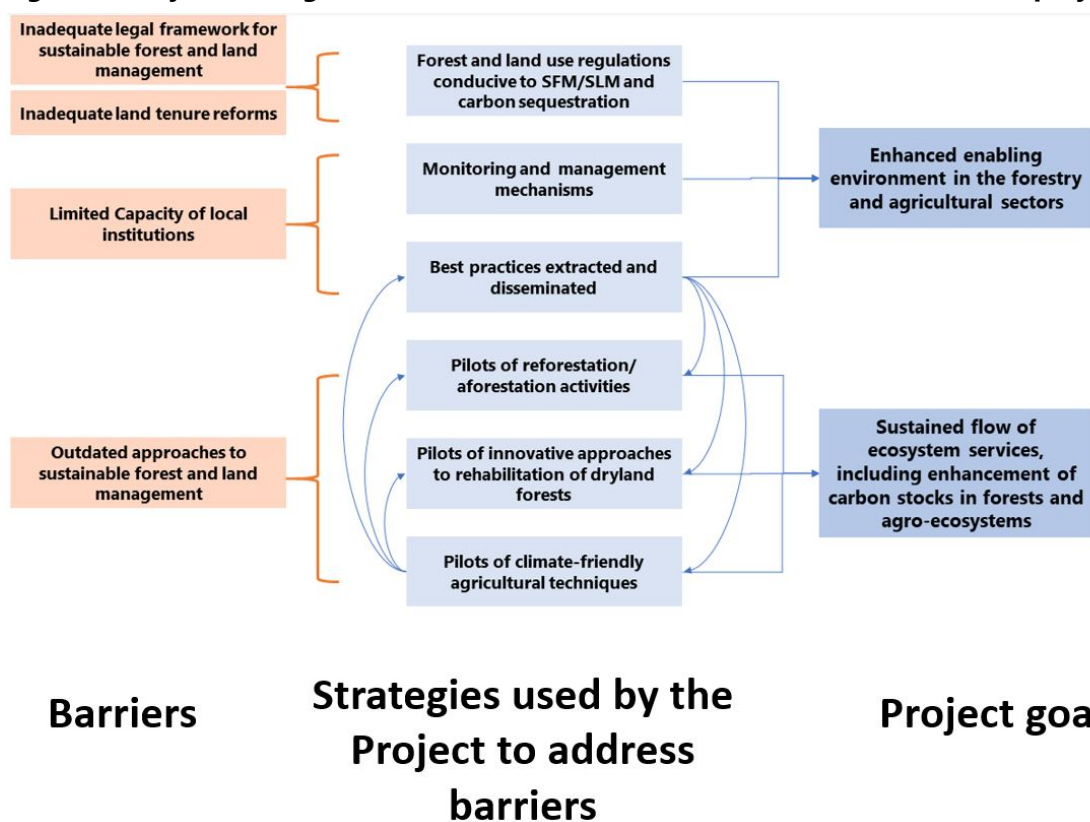 Inadequate legal framework for
sustainable forest and land
management
Inadequate land tenure reforms
Limited Capacity of local
institutions
Outdated approaches to
sustainable forest and land
management
Forest and land use regulations
conducive to SFM/SLM and
carbon sequestration
Monitoring and management
mechanisms
Best practices extracted and
disseminated
Pilots of reforestation/
aforestation activities
Pilots of innovative approaches
to rehabilitation of dryland
forests
Pilots of climate-friendly
agricultural techniques
Enhanced enabling
environment in the forestry
and agricultural sectors
Sustained flow of
ecosystem services,
including enhancement of
carbon stocks in forests and
agro-ecosystems
Barriers
Strategies used by the
Project to address
barriers
Project goa